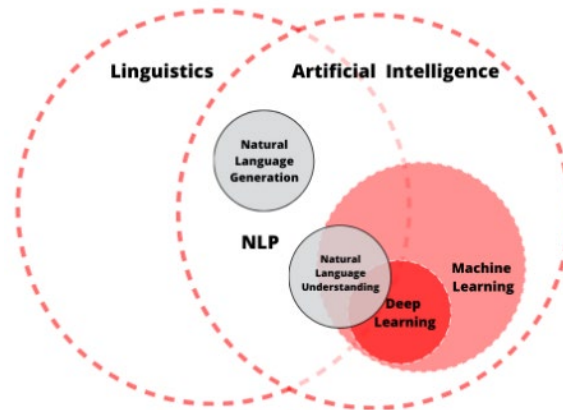 Linguistics
Artificial Intelligence
Natural
Language
Generation
NLP
Natural
Language
Understanding
Machine
Learning
Deep
Learning